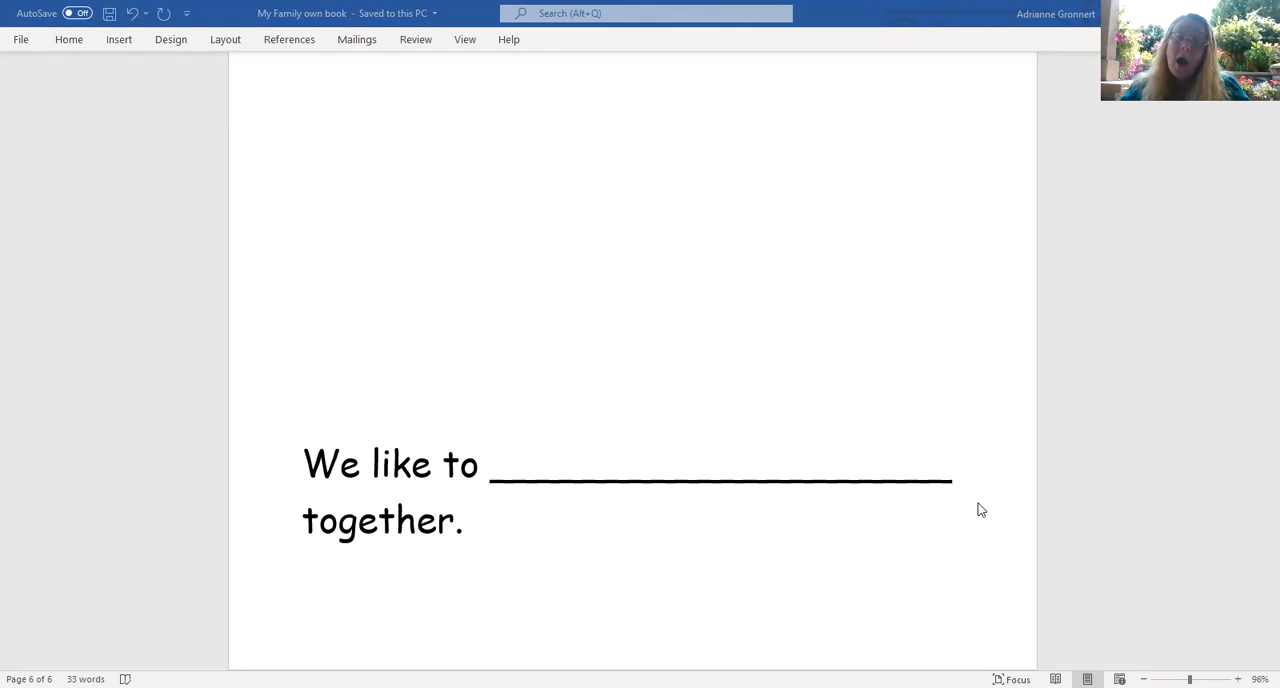 AutoSave Off My Family own book - Saved to this PC Search (Alt+Q) Adrianne Gronnert
File Home Insert Design Layout References Mailings Review View Help
We like to ____________________
together.
Page 6 of 6 33 words Focus 96%